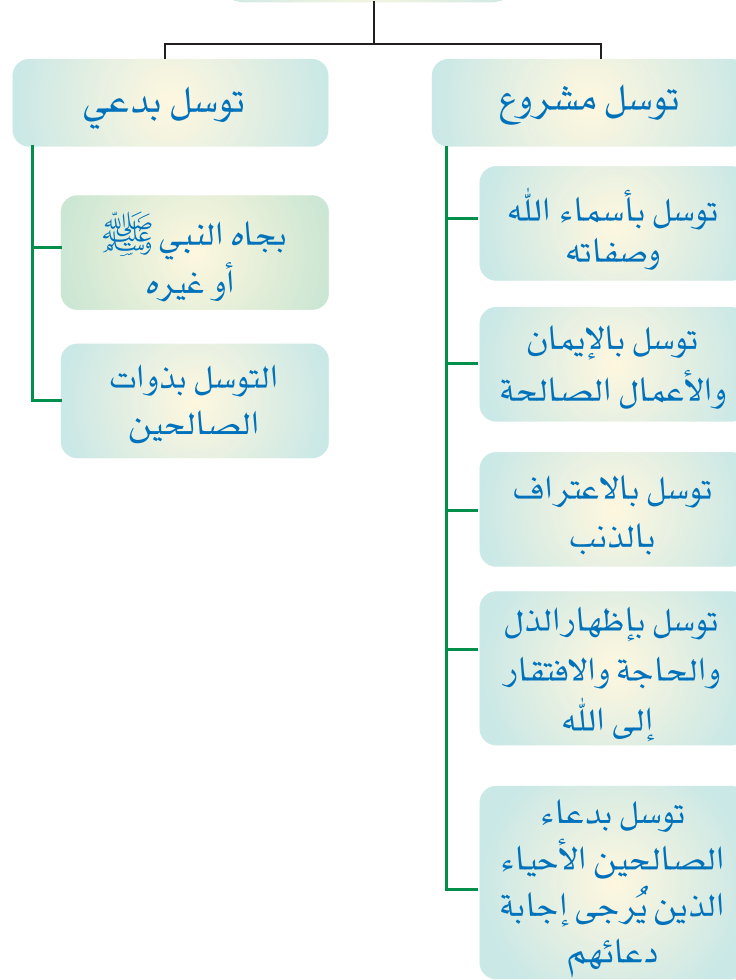 توسل مشروع
توسل بأسماء الله
وصفاته
توسل بالإيمان
والأعمال الصالحة
توسل بالاعتراف
بالذنب
توسل بإظهار الذل
والحاجة والافتقار
إلى الله
توسل بدعاء
الصالحين الأحياء
الذين يُرجى إجابة
دعائهم
توسل بدعي
بجاه النبي ﷺ
أو غيره
التوسل بذوات
الصالحين